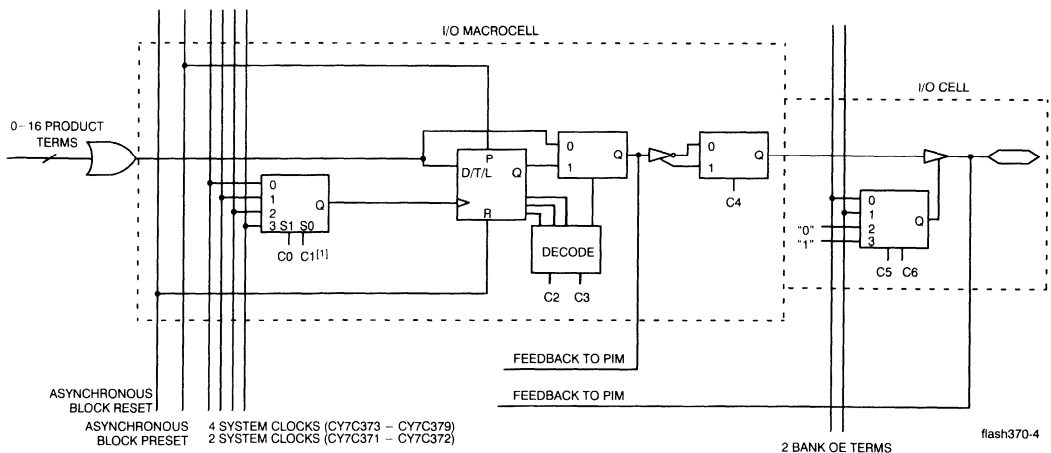 I/O MACROCELL
I/O CELL
0–16 PRODUCT
TERMS
0
1
2
3 S1 S0
Q
C0 C1[1]
P
D/T/L
Q
R
DECODE
C2 C3
0
1
Q
0
1
Q
C4
"0"
"1"
0
1
2
3
Q
C5 C6
FEEDBACK TO PIM
FEEDBACK TO PIM
ASYNCHRONOUS
BLOCK RESET
ASYNCHRONOUS
BLOCK PRESET
4 SYSTEM CLOCKS (CY7C373 – CY7C379)
2 SYSTEM CLOCKS (CY7C371 – CY7C372)
2 BANK OE TERMS
flash370-4